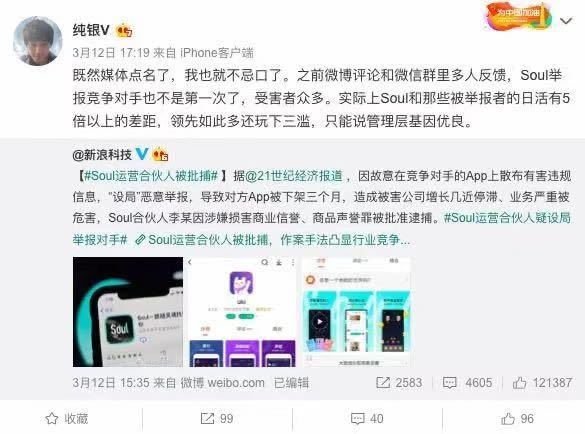 为中国加油
纯银V
3月12日 17:19 来自 iPhone客户端
既然媒体点名了，我也就不忌口了。之前微博评论和微信群里多人反馈，Soul举
报竞争对手也不是第一次了，受害者众多。实际上Soul和那些被举报者的日活有5
倍以上的差距，领先如此多还玩下三滥，只能说管理层基因优良。
@新浪科技
【#Soul运营合伙人被批捕#】据@21世纪经济报道，因故意在竞争对手的App上散布有害违规
信息，“设局”恶意举报，导致对方App被下架三个月，造成被害公司增长几近停滞、业务严重被
危害，Soul合伙人李某因涉嫌损害商业信誉、商品声誉罪被批准逮捕。#Soul运营合伙人疑设局
举报对手# Soul运营合伙人被批捕，作案手法凸显行业竞争...
Soul
3月12日 15:35 来自 微博 weibo.com 已编辑
2583
4605
121387
收藏
99
40
96